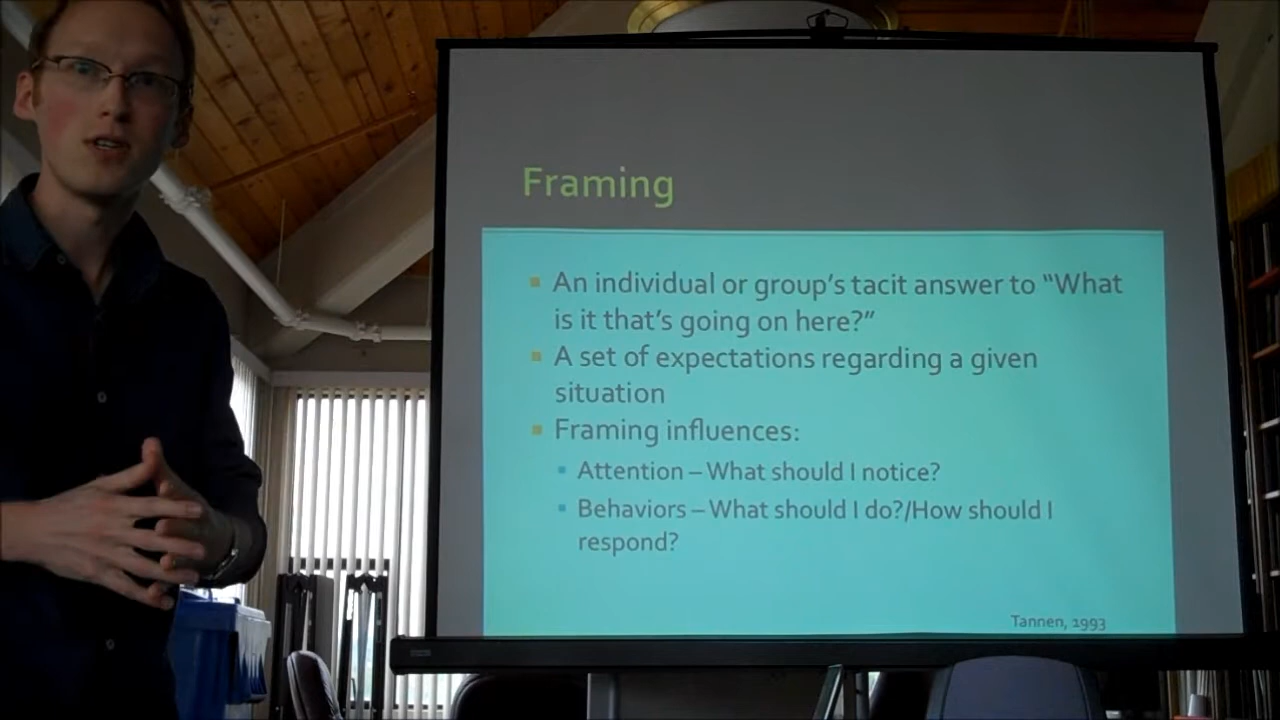 Framing
An individual or group's tacit answer to “What
is it that's going on here?”
A set of expectations regarding a given
situation
Framing influences:
Attention – What should I notice?
Behaviors – What should I do?/How should I
respond?
Tannen, 1993